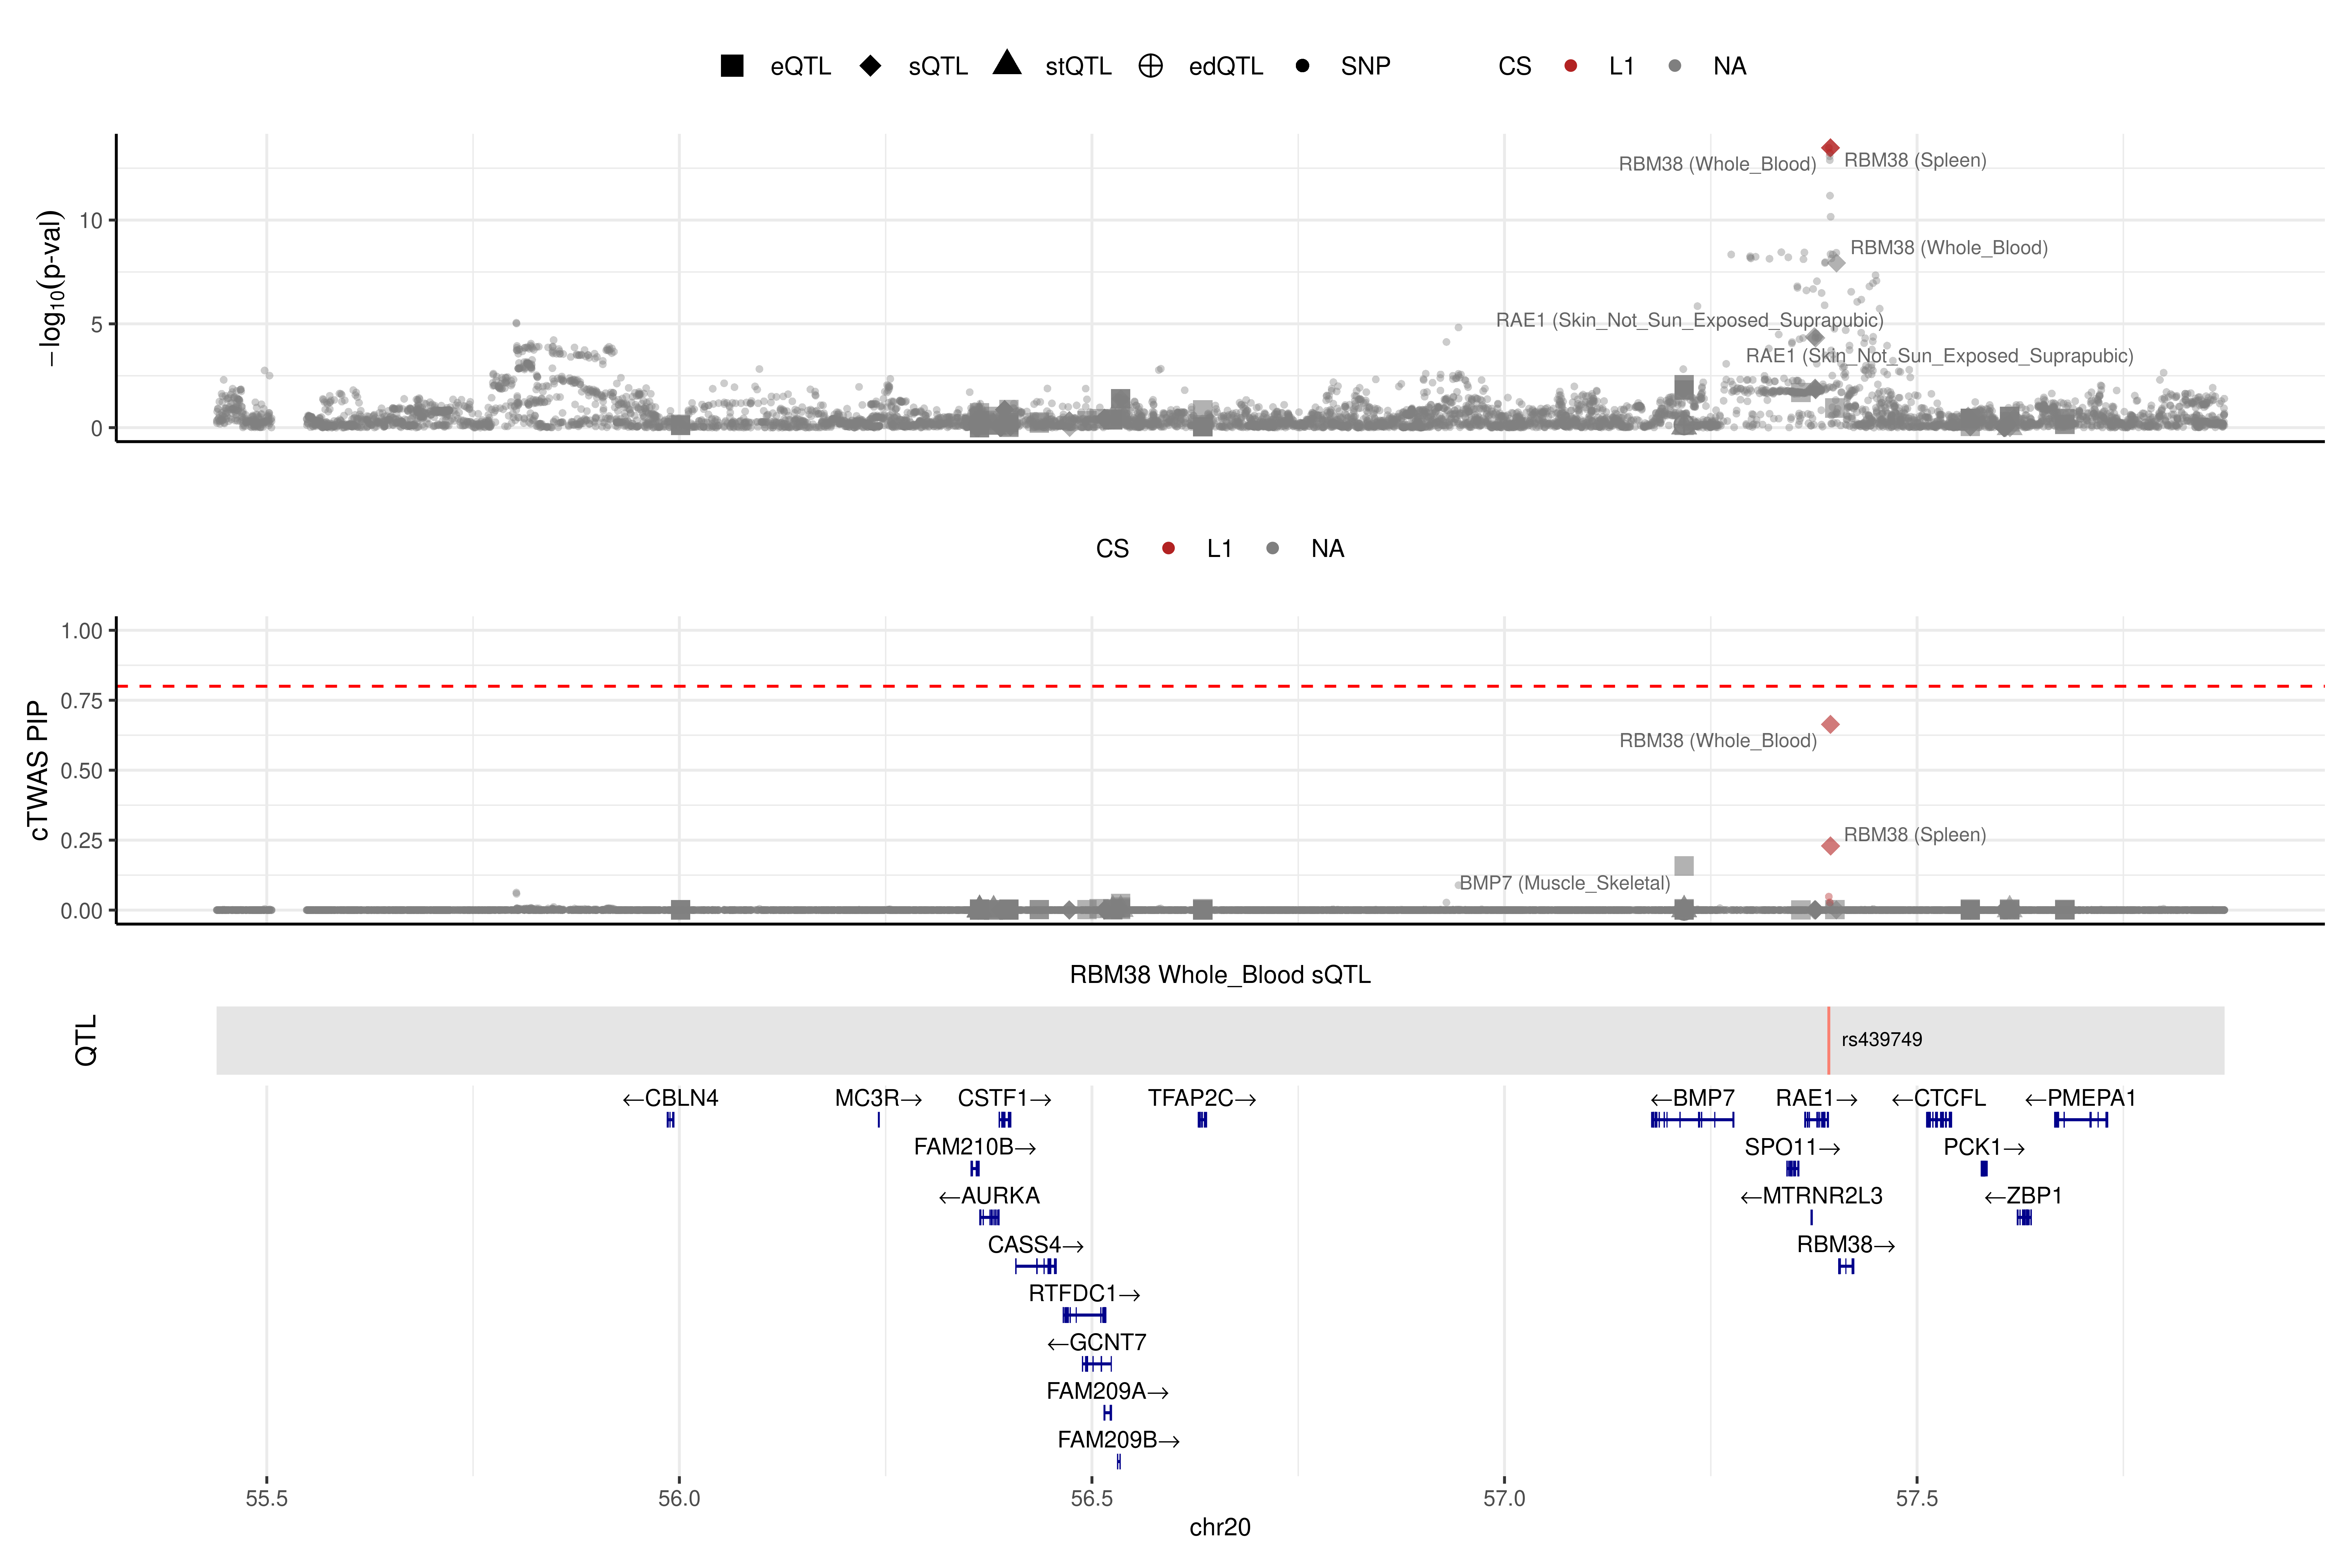 eQTL sQTL stQTL edQTL SNP CS L1 NA
−log10(p-val)
10
5
0
RBM38 (Whole_Blood)
RBM38 (Spleen)
RBM38 (Whole_Blood)
RAE1 (Skin_Not_Sun_Exposed_Suprapubic)
RAE1 (Skin_Not_Sun_Exposed_Suprapubic)
CS L1 NA
cTWAS PIP
1.00
0.75
0.50
0.25
0.00
RBM38 (Whole_Blood)
RBM38 (Spleen)
BMP7 (Muscle_Skeletal)
RBM38 Whole_Blood sQTL
QTL
rs439749
←CBLN4 MC3R→ CSTF1→ TFAP2C→ ←BMP7 RAE1→ ←CTCFL ←PMEPA1
FAM210B→ SPO11→ PCK1→
←AURKA ←MTRNR2L3 ←ZBP1
CASS4→ RBM38→
RTFDC1→
←GCNT7
FAM209A→
FAM209B→
55.5 56.0 56.5 57.0 57.5
chr20